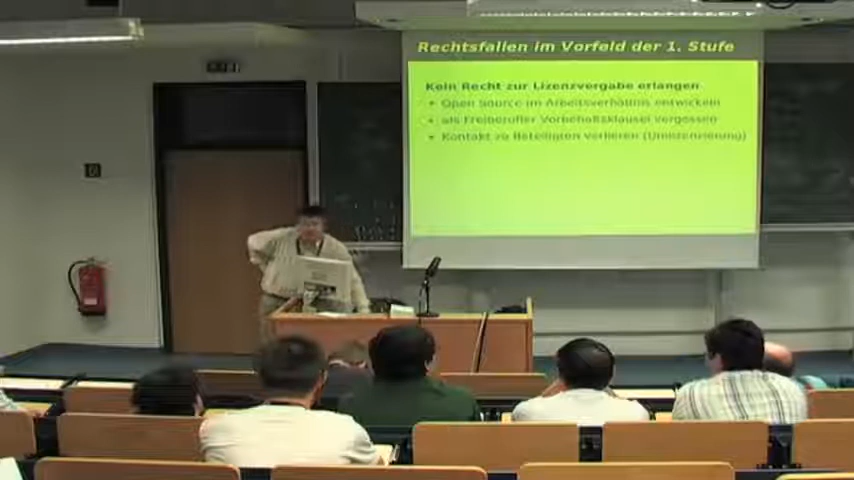 Rechtsfallen im Vorfeld der 1. Stufe
Kein Recht zur Lizenzvergabe erlangen
• Open Source im Arbeitsverhältnis entwickeln
• als Freiberufler Vorbehaltsklausel vergessen
• Kontakt zu Beteiligten verlieren (Umlizenzierung)